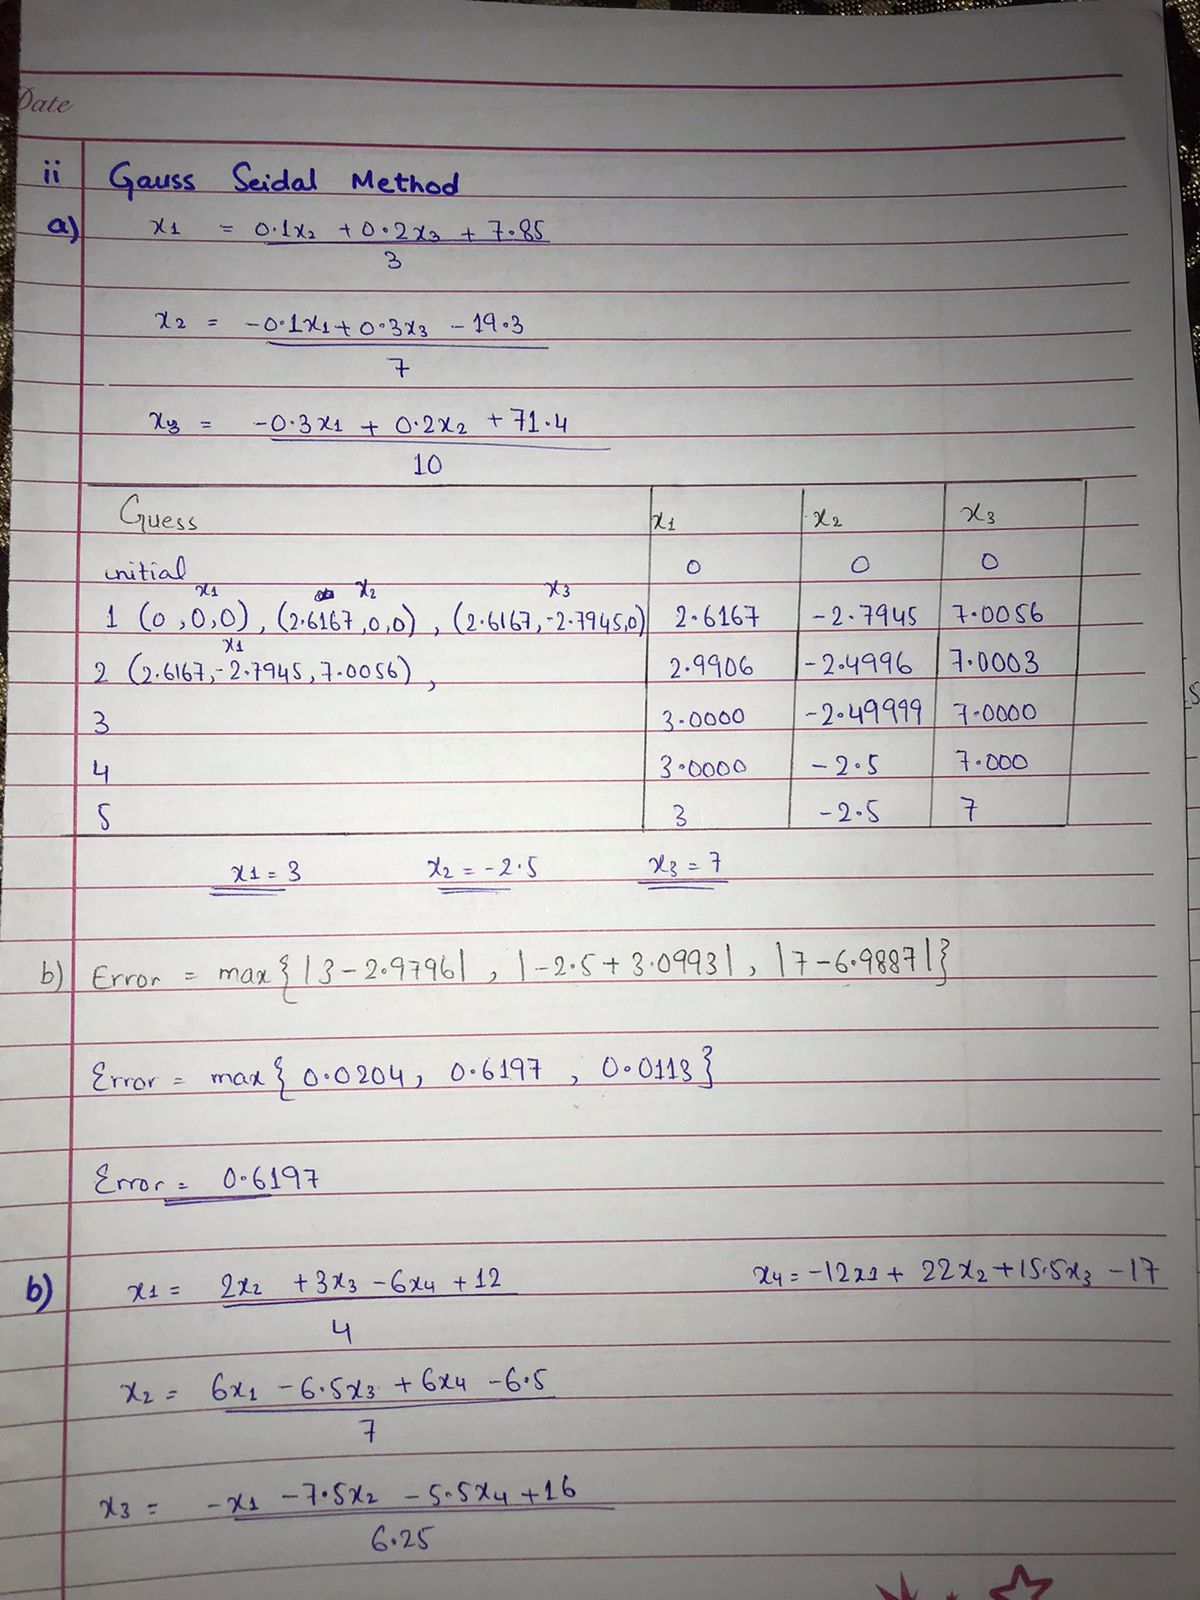 Date
ii Gauss Seidal Method
a) x1 = 0.1x2 + 0.2x3 + 7.85
3
x2 = -0.1x1 + 0.3x3 - 19.3
7
x3 = -0.3x1 + 0.2x2 + 71.4
10
Guess x1 x2 x3
initial 0 0 0
x1 x2 x3
1 (0,0,0), (2.6167,0,0), (2.6167,-2.7945,0) 2.6167 -2.7945 7.0056
x1
2 (2.6167,-2.7945,7.0056), 2.9906 -2.4996 7.0003
3 3.0000 -2.49999 7.0000
4 3.0000 -2.5 7.000
5 3 -2.5 7
x1 = 3 x2 = -2.5 x3 = 7
b) Error = max{|3-2.9796|, |-2.5+3.0993|, |7-6.9887|}
Error = max{0.0204, 0.6197, 0.0113}
Error = 0.6197
b) x1 = 2x2 + 3x3 - 6x4 + 12 x4 = -12x1 + 22x2 + 15.5x3 - 17
4
x2 = 6x1 - 6.5x3 + 6x4 - 6.5
7
x3 = -x1 - 7.5x2 - 5.5x4 + 16
6.25